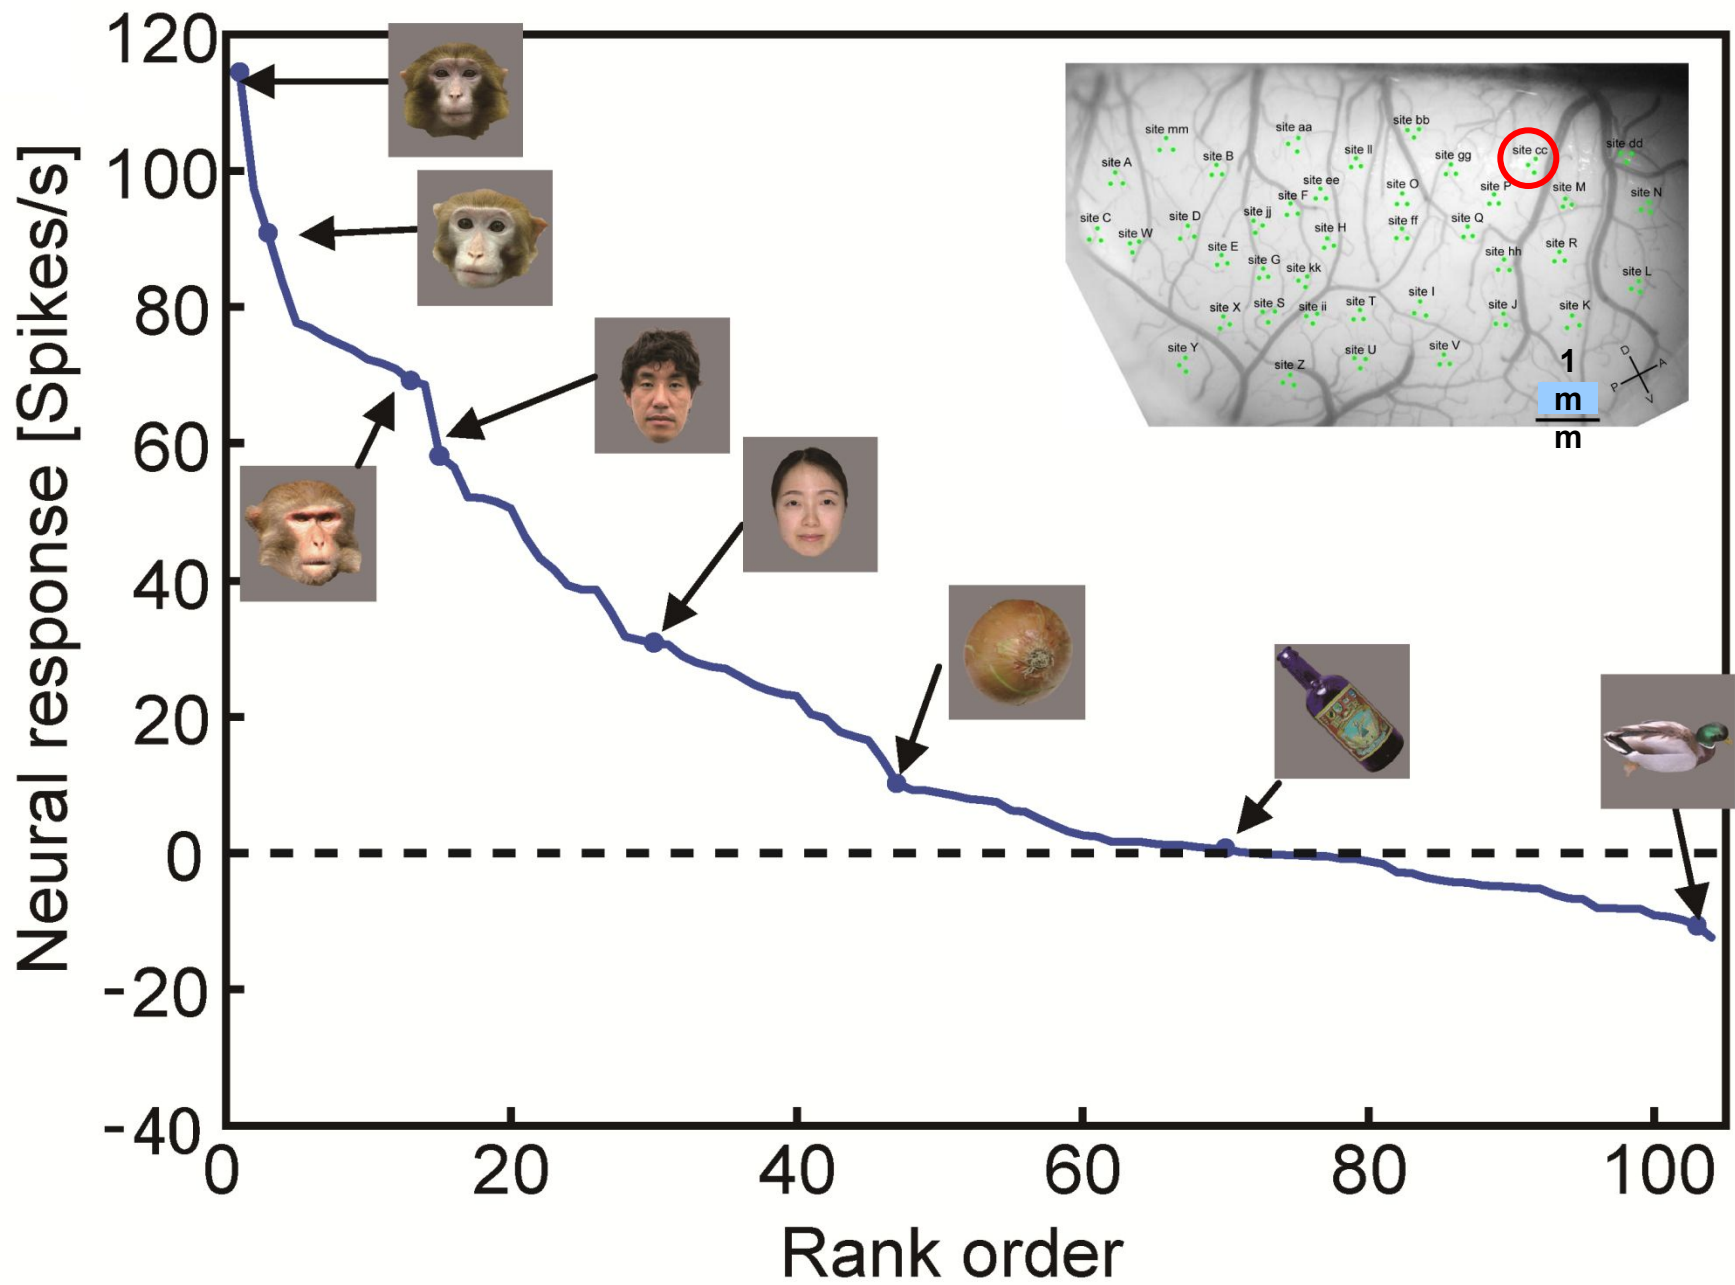 Neural response [Spikes/s]
120
100
80
60
40
20
0
-20
-40
0 20 40 60 80 100
Rank order
site mm
site aa
site bb
site ll
site gg
site cc
site dd
site A
site B
site ee
site F
site O
site P
site M
site N
site C
site W
site D
site jj
site H
site ff
site Q
site E
site G
site kk
site hh
site R
site L
site X
site S
site ii
site T
site I
site J
site K
site Y
site Z
site U
site V
D
A
P
V
1
m
m